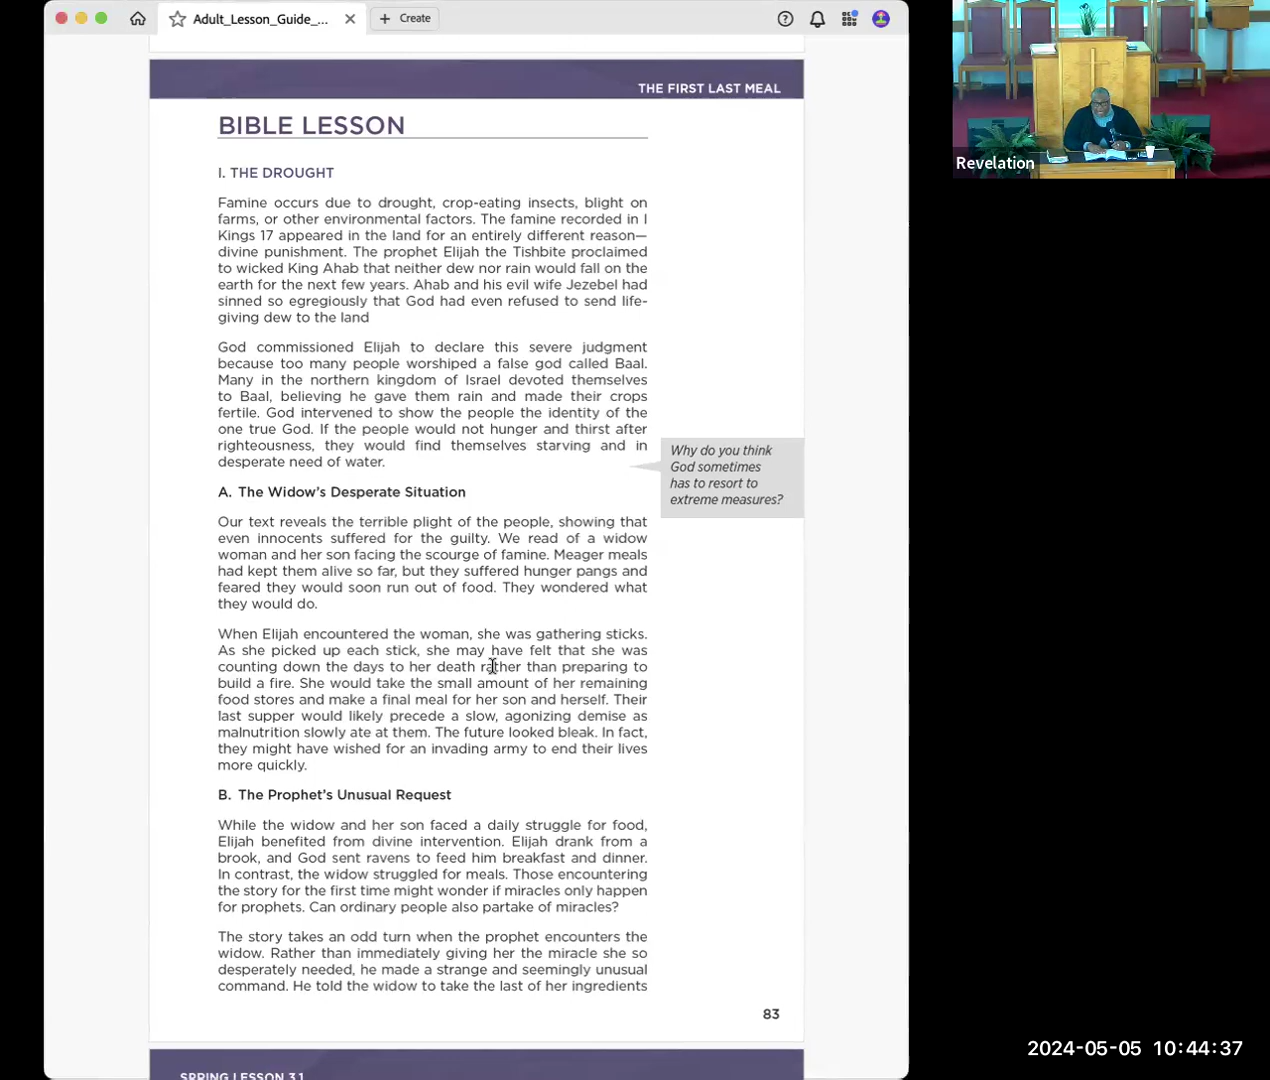 Adult_Lesson_Guide_...
Create
THE FIRST LAST MEAL
BIBLE LESSON
I. THE DROUGHT
Famine occurs due to drought, crop-eating insects, blight on
farms, or other environmental factors. The famine recorded in I
Kings 17 appeared in the land for an entirely different reason—
divine punishment. The prophet Elijah the Tishbite proclaimed
to wicked King Ahab that neither dew nor rain would fall on the
earth for the next few years. Ahab and his evil wife Jezebel had
sinned so egregiously that God had even refused to send life-
giving dew to the land
God commissioned Elijah to declare this severe judgment
because too many people worshiped a false god called Baal.
Many in the northern kingdom of Israel devoted themselves
to Baal, believing he gave them rain and made their crops
fertile. God intervened to show the people the identity of the
one true God. If the people would not hunger and thirst after
righteousness, they would find themselves starving and in
desperate need of water.
Why do you think
God sometimes
has to resort to
extreme measures?
A. The Widow's Desperate Situation
Our text reveals the terrible plight of the people, showing that
even innocents suffered for the guilty. We read of a widow
woman and her son facing the scourge of famine. Meager meals
had kept them alive so far, but they suffered hunger pangs and
feared they would soon run out of food. They wondered what
they would do.
When Elijah encountered the woman, she was gathering sticks.
As she picked up each stick, she may have felt that she was
counting down the days to her death rather than preparing to
build a fire. She would take the small amount of her remaining
food stores and make a final meal for her son and herself. Their
last supper would likely precede a slow, agonizing demise as
malnutrition slowly ate at them. The future looked bleak. In fact,
they might have wished for an invading army to end their lives
more quickly.
B. The Prophet's Unusual Request
While the widow and her son faced a daily struggle for food,
Elijah benefited from divine intervention. Elijah drank from a
brook, and God sent ravens to feed him breakfast and dinner.
In contrast, the widow struggled for meals. Those encountering
the story for the first time might wonder if miracles only happen
for prophets. Can ordinary people also partake of miracles?
The story takes an odd turn when the prophet encounters the
widow. Rather than immediately giving her the miracle she so
desperately needed, he made a strange and seemingly unusual
command. He told the widow to take the last of her ingredients
83
SPRING LESSON 3.1
Revelation
2024-05-05 10:44:37